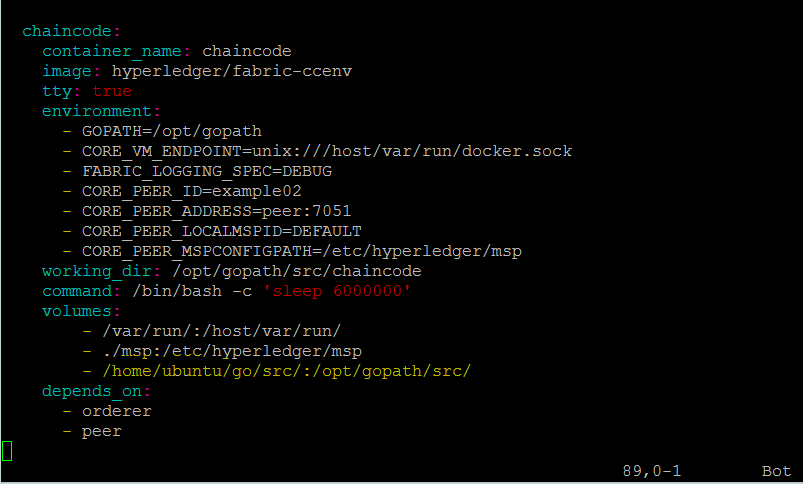 chaincode:
container_name: chaincode
image: hyperledger/fabric-ccenv
tty: true
environment:
- GOPATH=/opt/gopath
- CORE_VM_ENDPOINT=unix:///host/var/run/docker.sock
- FABRIC_LOGGING_SPEC=DEBUG
- CORE_PEER_ID=example02
- CORE_PEER_ADDRESS=peer:7051
- CORE_PEER_LOCALMSPID=DEFAULT
- CORE_PEER_MSPCONFIGPATH=/etc/hyperledger/msp
working_dir: /opt/gopath/src/chaincode
command: /bin/bash -c 'sleep 6000000'
volumes:
- /var/run/:/host/var/run/
- ./msp:/etc/hyperledger/msp
- /home/ubuntu/go/src/:/opt/gopath/src/
depends_on:
- orderer
- peer
89,0-1 Bot